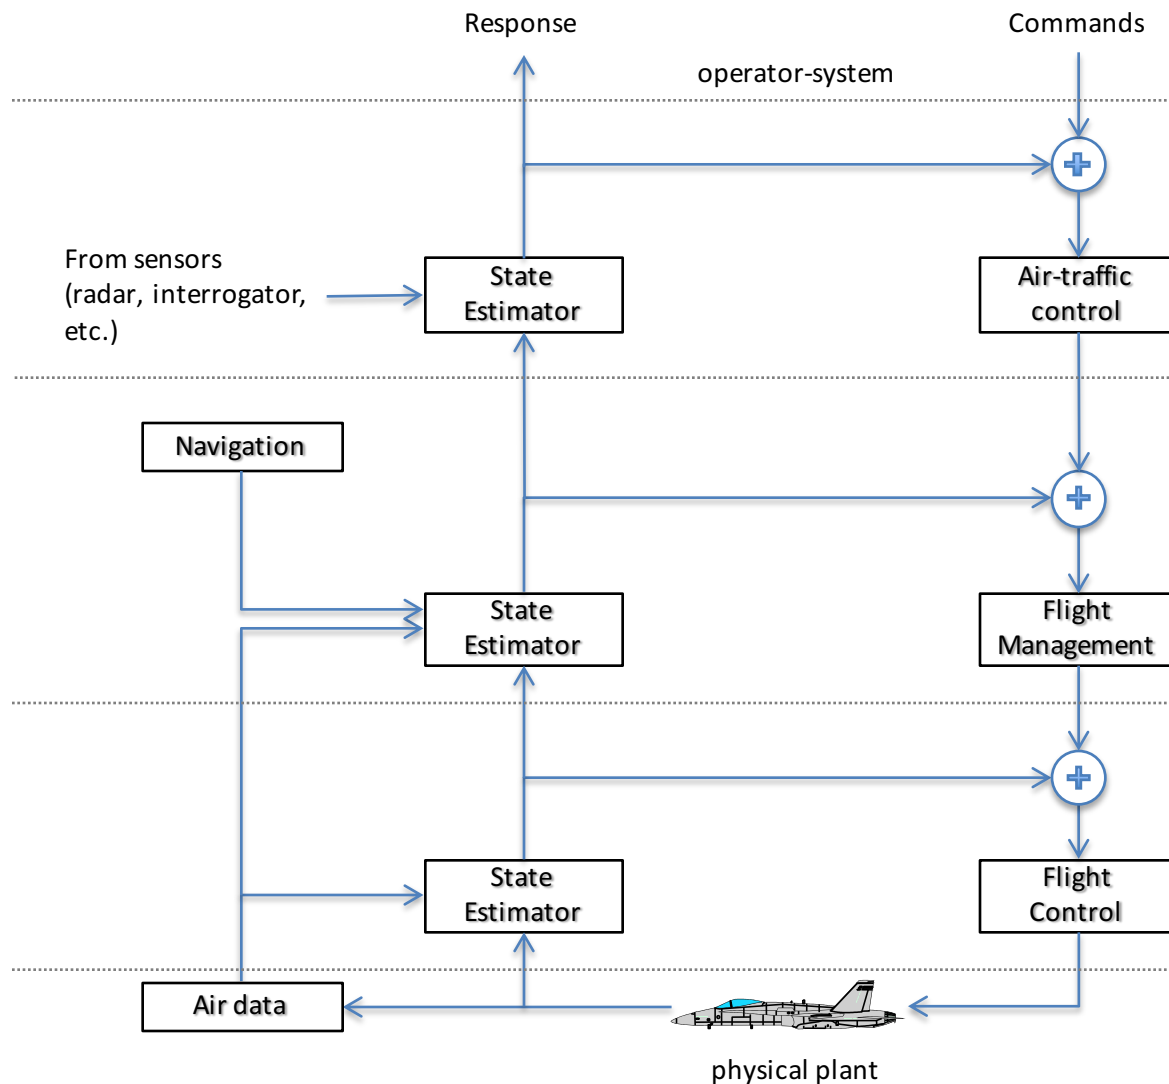 Response
Commands
operator-system
From sensors
(radar, interrogator,
etc.)
State
Estimator
Air-traffic
control
Navigation
State
Estimator
Flight
Management
State
Estimator
Flight
Control
Air data
physical plant